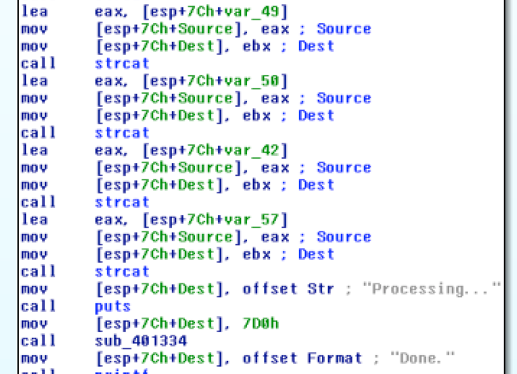 lea eax, [esp+7Ch+var_49]
mov [esp+7Ch+Source], eax ; Source
mov [esp+7Ch+Dest], ebx ; Dest
call strcat
lea eax, [esp+7Ch+var_50]
mov [esp+7Ch+Source], eax ; Source
mov [esp+7Ch+Dest], ebx ; Dest
call strcat
lea eax, [esp+7Ch+var_42]
mov [esp+7Ch+Source], eax ; Source
mov [esp+7Ch+Dest], ebx ; Dest
call strcat
lea eax, [esp+7Ch+var_57]
mov [esp+7Ch+Source], eax ; Source
mov [esp+7Ch+Dest], ebx ; Dest
call strcat
mov [esp+7Ch+Dest], offset Str ; "Processing..."
call puts
mov [esp+7Ch+Dest], 7D0h
call sub_401334
mov [esp+7Ch+Dest], offset Format ; "Done."
call printf